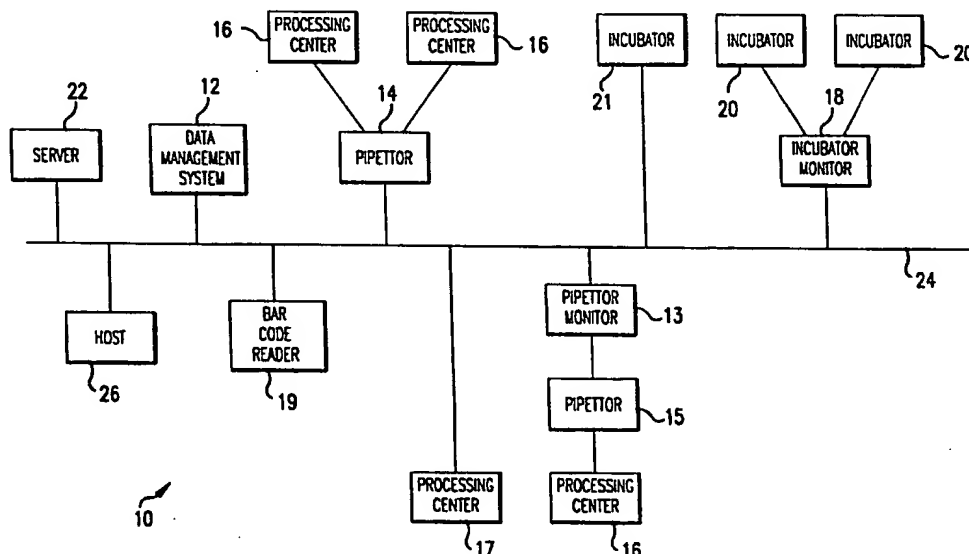 16
PROCESSING
CENTER
PROCESSING
CENTER
16
INCUBATOR
21
INCUBATOR
20
INCUBATOR
20
22
SERVER
12
DATA
MANAGEMENT
SYSTEM
14
PIPETTOR
18
INCUBATOR
MONITOR
24
HOST
26
BAR
CODE
READER
19
PIPETTOR
MONITOR
13
PIPETTOR
15
10
PROCESSING
CENTER
17
PROCESSING
CENTER
16